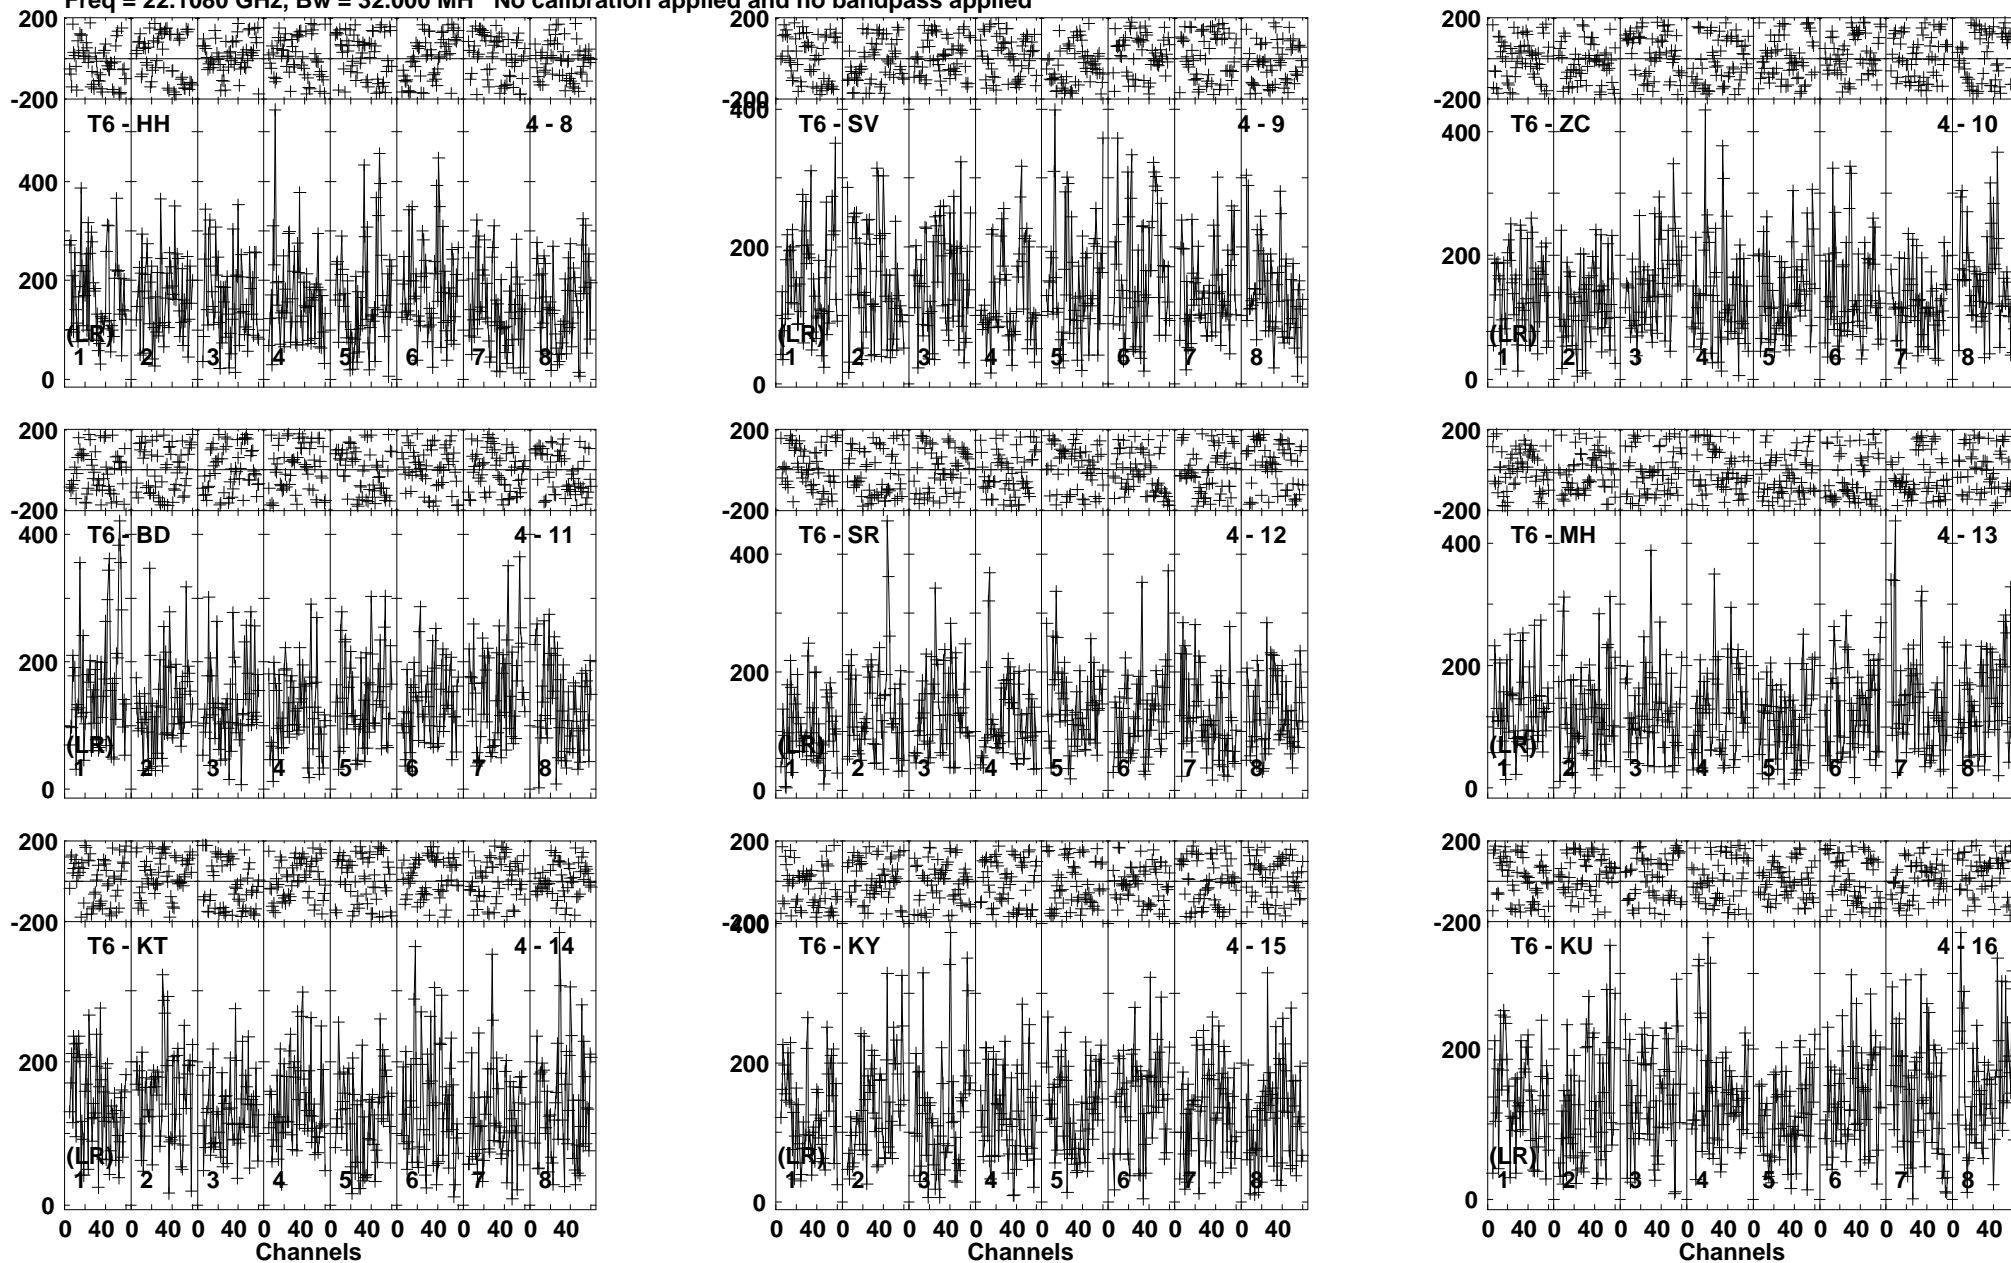 Freq = 22.1080 GHz, Bw = 32.000 MH No calibration applied and no bandpass applied
200 200 200
-200 -200 -200
T6 - HH 4 - 8 T6 - SV 4 - 9 T6 - ZC 4 - 10
400 400 400
200 200 200
(LR) (LR) (LR)
1 2 3 4 5 6 7 8 1 2 3 4 5 6 7 8 1 2 3 4 5 6 7 8
0 0 0
200 200 200
-200 -200 -200
T6 - BD 4 - 11 T6 - SR 4 - 12 T6 - MH 4 - 13
400 400 400
200 200 200
(LR) (LR) (LR)
1 2 3 4 5 6 7 8 1 2 3 4 5 6 7 8 1 2 3 4 5 6 7 8
0 0 0
200 200 200
-200 -200 -200
400
T6 - KT 4 - 14 T6 - KY 4 - 15 T6 - KU 4 - 16
200 200 200
(LR) (LR) (LR)
1 2 3 4 5 6 7 8 1 2 3 4 5 6 7 8 1 2 3 4 5 6 7 8
0 0 0
0 40 0 40 0 40 0 40 0 40 0 40 0 40 0 40 0 40 0 40 0 40 0 40 0 40 0 40 0 40 0 40 0 40 0 40 0 40 0 40 0 40 0 40 0 40 0 40
Channels Channels Channels